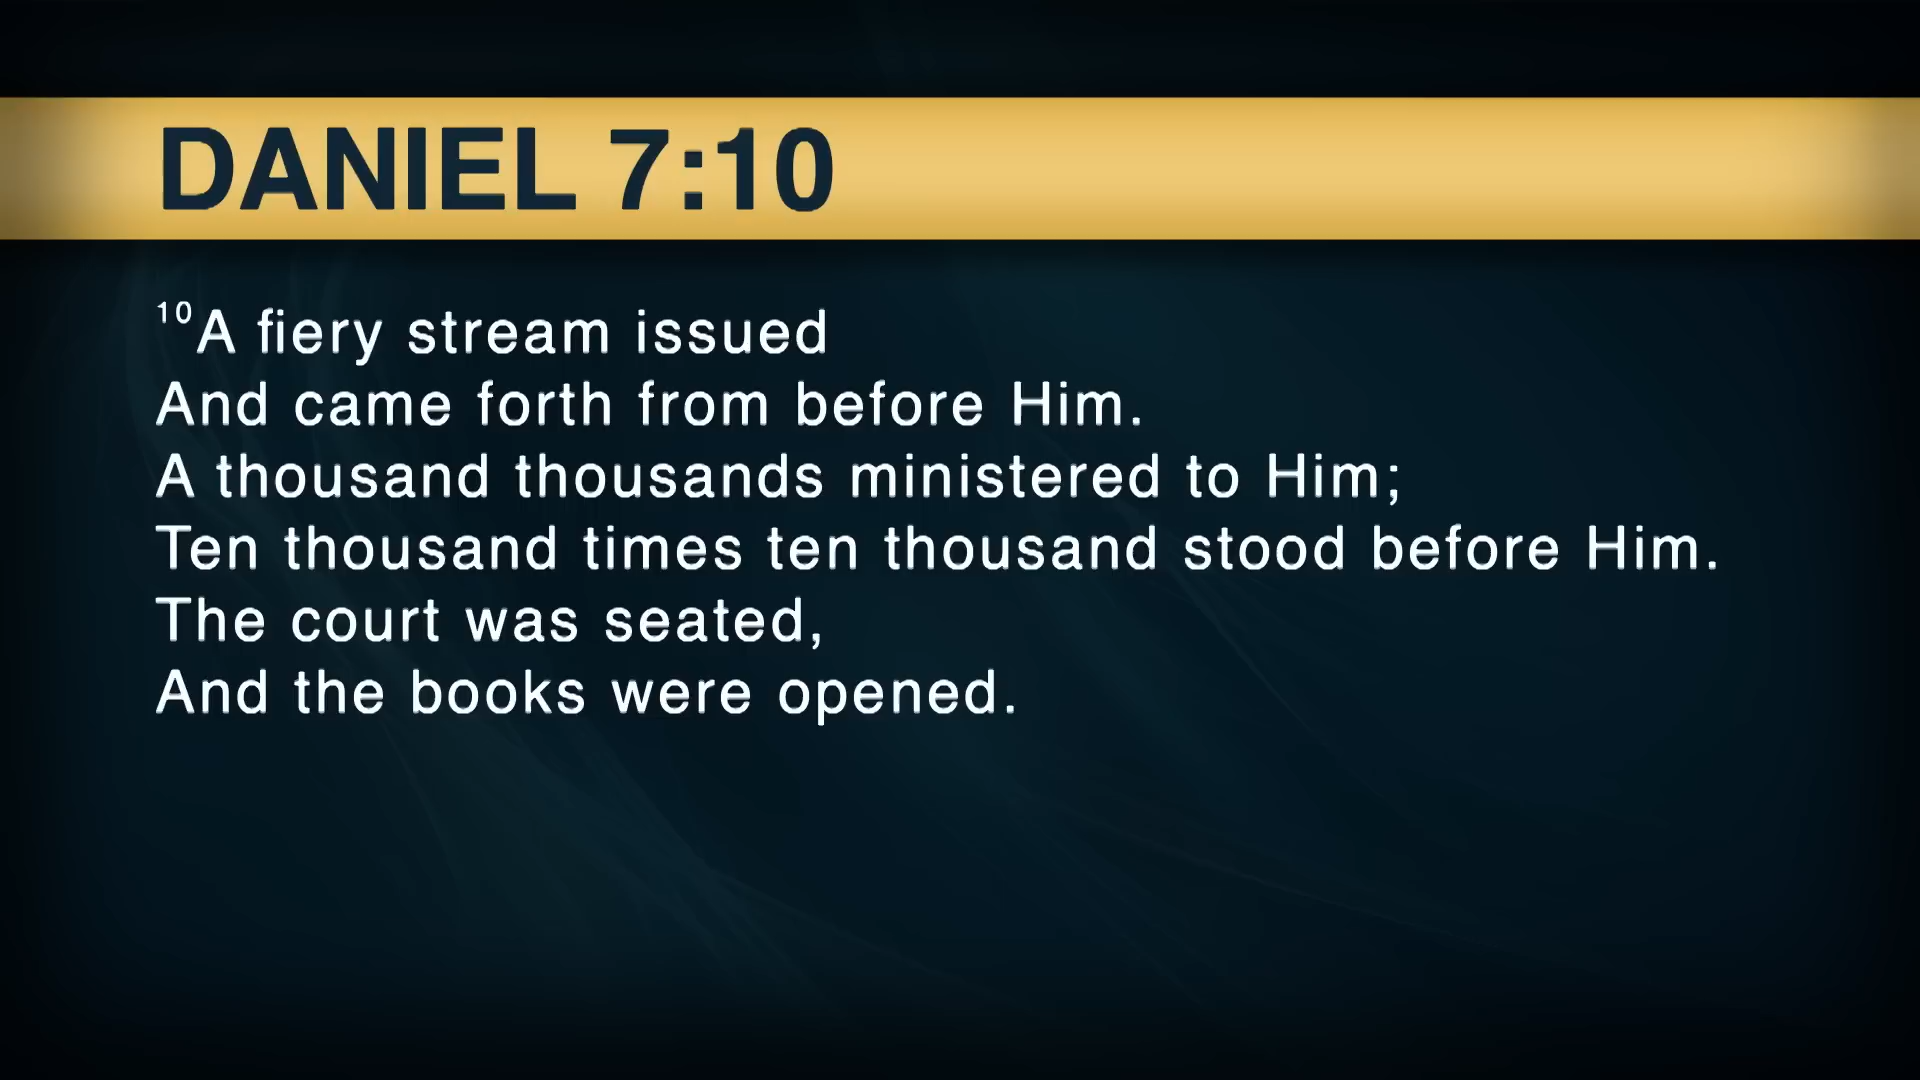 DANIEL 7:10
10A fiery stream issued
And came forth from before Him.
A thousand thousands ministered to Him;
Ten thousand times ten thousand stood before Him.
The court was seated,
And the books were opened.